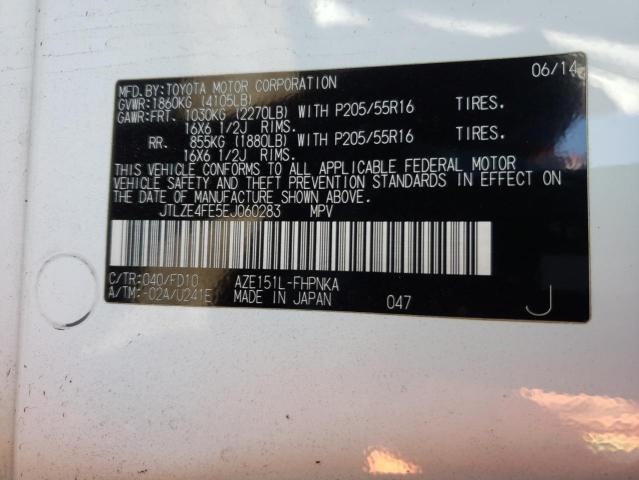 MFD.BY:TOYOTA MOTOR CORPORATION 06/14
GVWR:1860KG (4105LB)
GAWR:FRT. 1030KG (2270LB) WITH P205/55R16 TIRES.
16X6 1/2J RIMS.
RR. 855KG (1880LB) WITH P205/55R16 TIRES.
16X6 1/2J RIMS.
THIS VEHICLE CONFORMS TO ALL APPLICABLE FEDERAL MOTOR
VEHICLE SAFETY AND THEFT PREVENTION STANDARDS IN EFFECT ON
THE DATE OF MANUFACTURE SHOWN ABOVE.
JTLZE4FE5EJ060283 MPV
C/TR:040/FD10 AZE151L-FHPNKA
A/TM:-02A/U241E MADE IN JAPAN 047 J